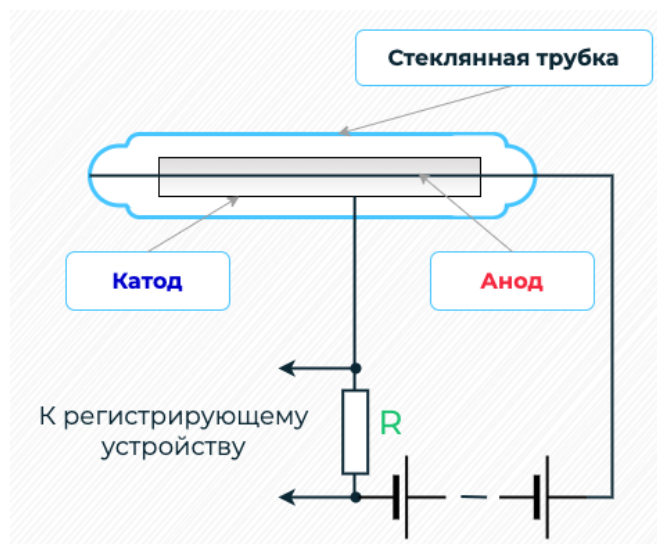 Стеклянная трубка
Катод
Анод
К регистрирующему
устройству
R